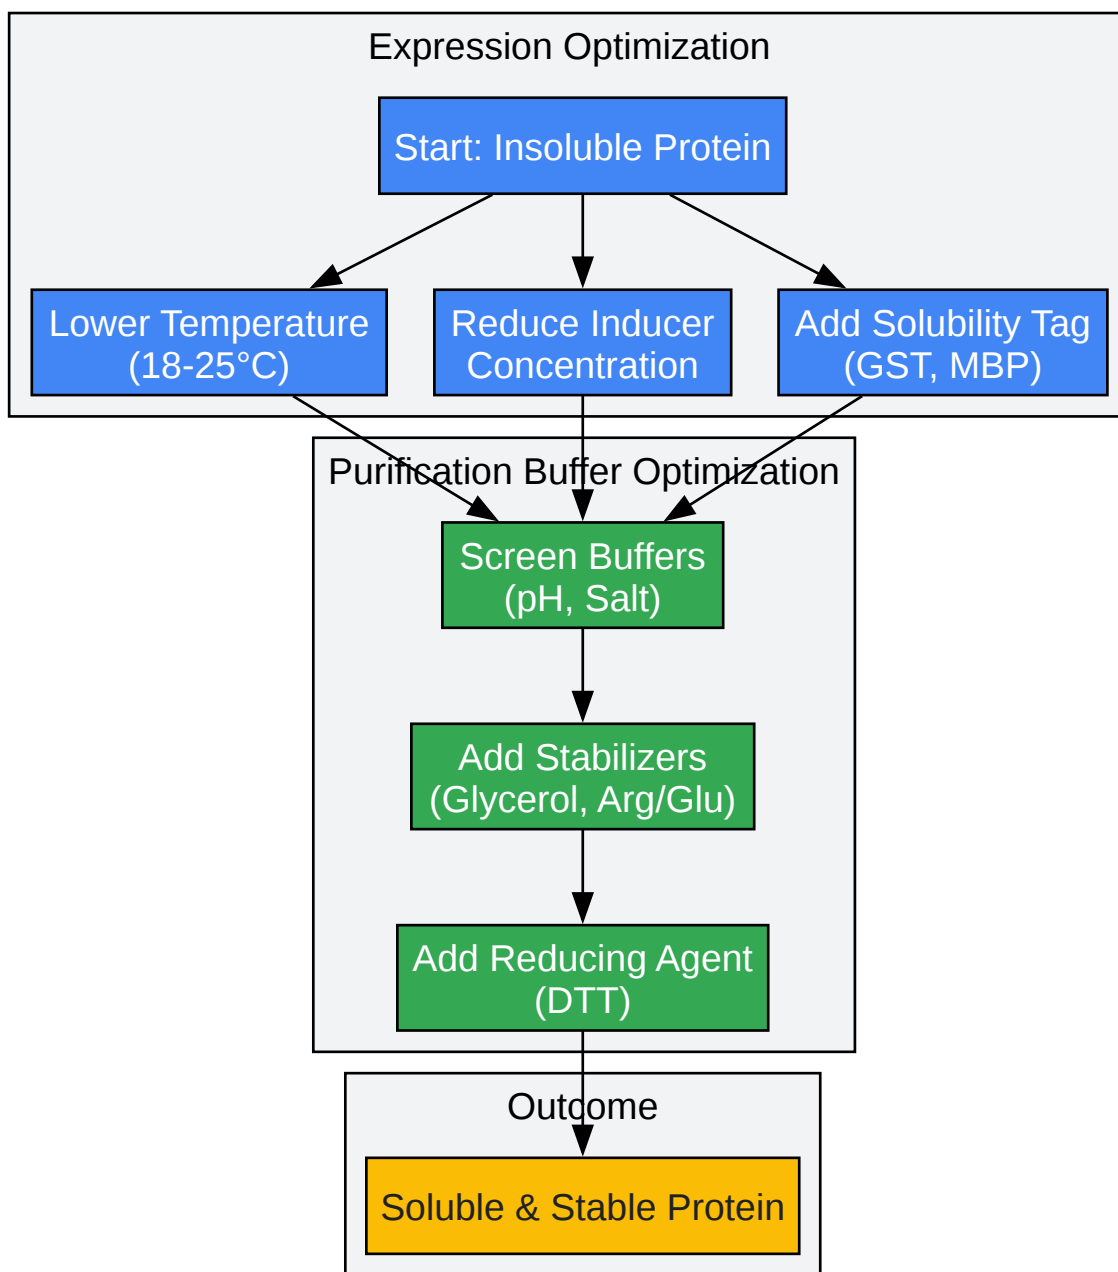 Expression Optimization
Start: Insoluble Protein
Lower Temperature
(18-25°C)
Reduce Inducer
Concentration
Add Solubility Tag
(GST, MBP)
Purification Buffer Optimization
Screen Buffers
(pH, Salt)
Add Stabilizers
(Glycerol, Arg/Glu)
Add Reducing Agent
(DTT)
Outcome
Soluble & Stable Protein